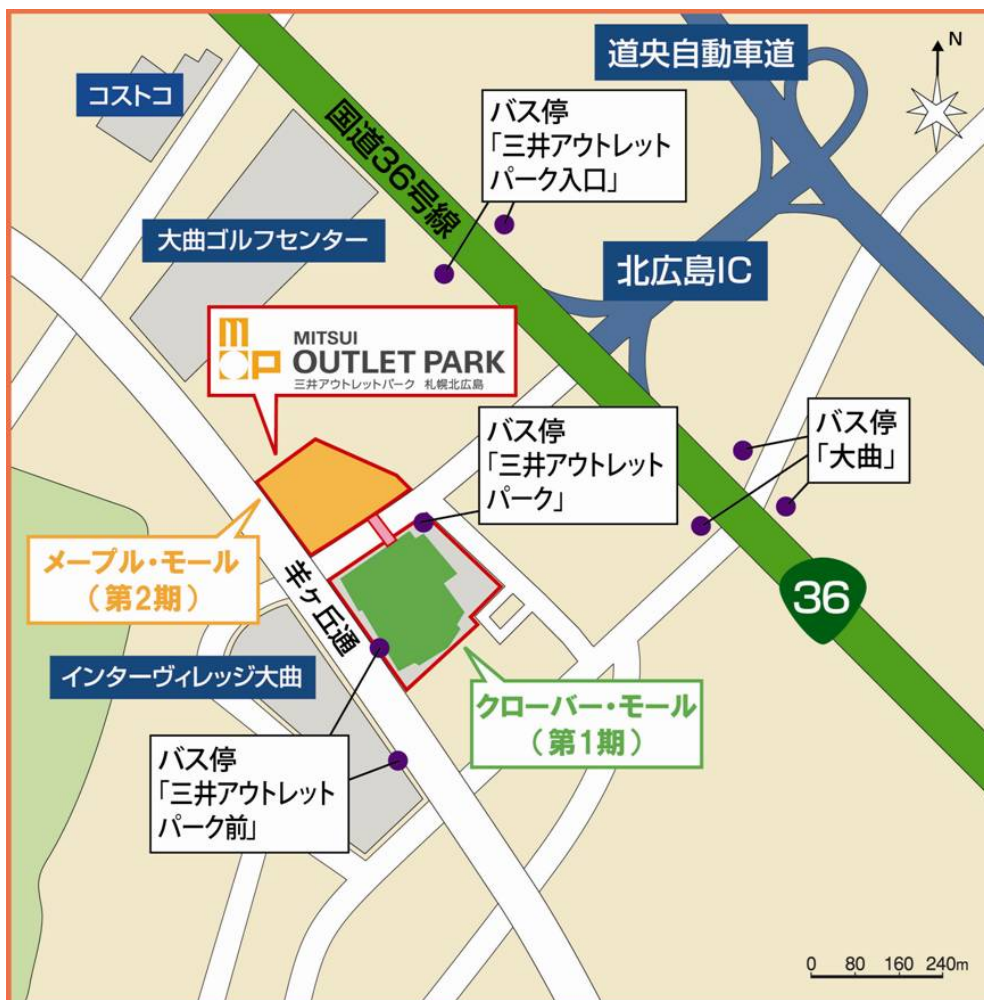 道央自動車道
N
コストコ
バス停
「三井アウトレット
パーク入口」
国道36号線
大曲ゴルフセンター
北広島IC
mop
MITSUI
OUTLET PARK
三井アウトレットパーク 札幌北広島
バス停
「三井アウトレット
パーク」
バス停
「大曲」
メープル・モール
（第2期）
羊ヶ丘通
36
インターヴィレッジ大曲
クローバー・モール
（第1期）
バス停
「三井アウトレット
パーク前」
0 80 160 240m